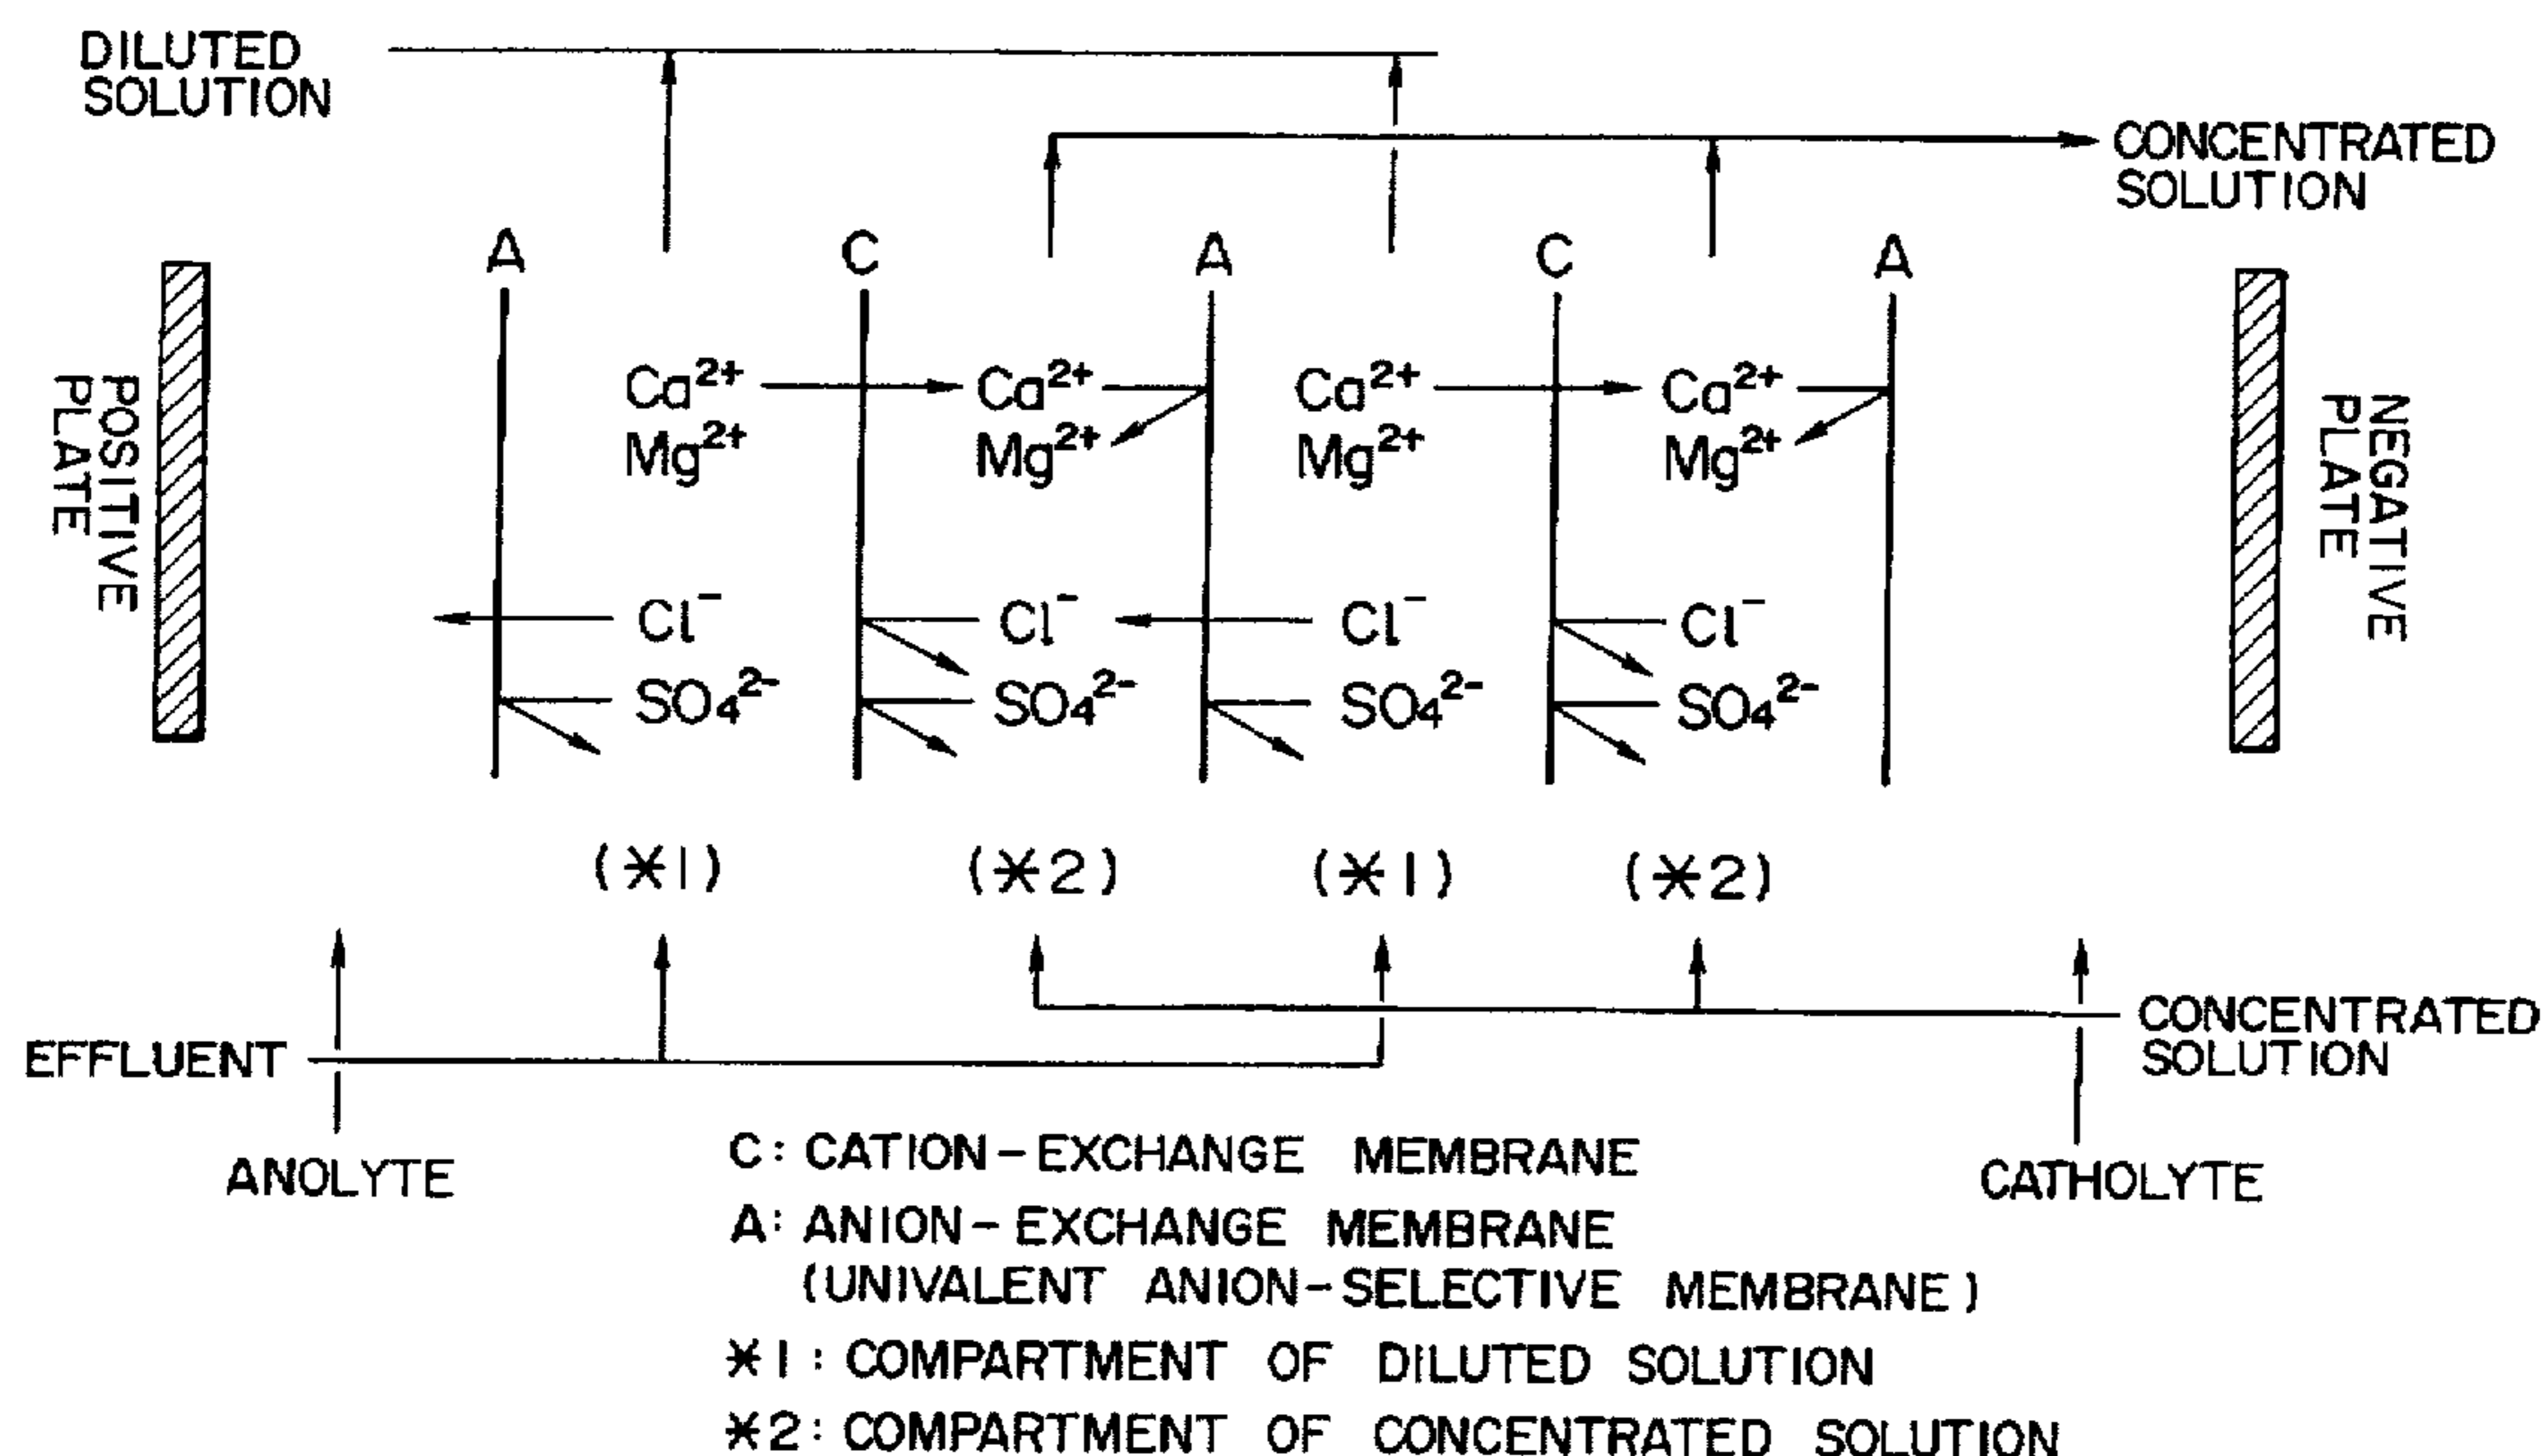 DILUTED
SOLUTION
CONCENTRATED
SOLUTION
A C A C A
POSITIVE
PLATE
NEGATIVE
PLATE
Ca²⁺ Ca²⁺ Ca²⁺ Ca²⁺
Mg²⁺ Mg²⁺ Mg²⁺ Mg²⁺
Cl⁻ Cl⁻ Cl⁻ Cl⁻
SO₄²⁻ SO₄²⁻ SO₄²⁻ SO₄²⁻
(*1) (*2) (*1) (*2)
EFFLUENT
CONCENTRATED
SOLUTION
ANOLYTE
CATHOLYTE
C: CATION-EXCHANGE MEMBRANE
A: ANION-EXCHANGE MEMBRANE
(UNIVALENT ANION-SELECTIVE MEMBRANE)
*1: COMPARTMENT OF DILUTED SOLUTION
*2: COMPARTMENT OF CONCENTRATED SOLUTION